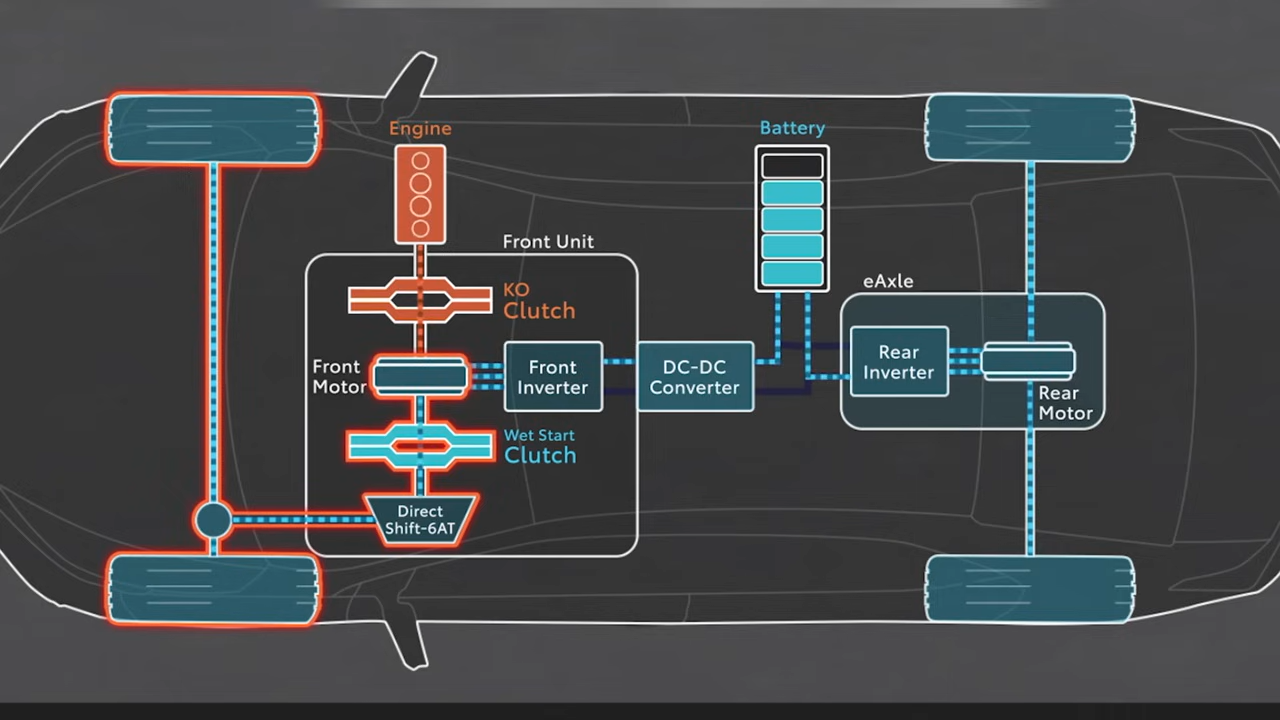 Engine
Battery
Front Unit
eAxle
KO
Clutch
Front
Motor
Front
Inverter
DC-DC
Converter
Rear
Inverter
Rear
Motor
Wet Start
Clutch
Direct
Shift-6AT